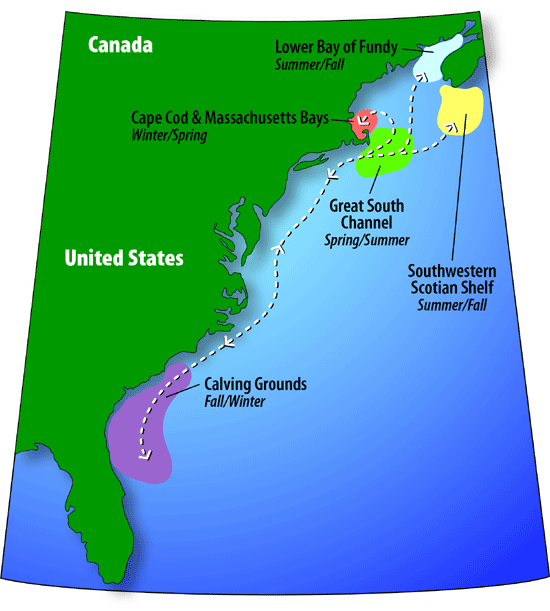 Canada
Lower Bay of Fundy
Summer/Fall
Cape Cod & Massachusetts Bays
Winter/Spring
Great South
Channel
Spring/Summer
United States
Southwestern
Scotian Shelf
Summer/Fall
Calving Grounds
Fall/Winter